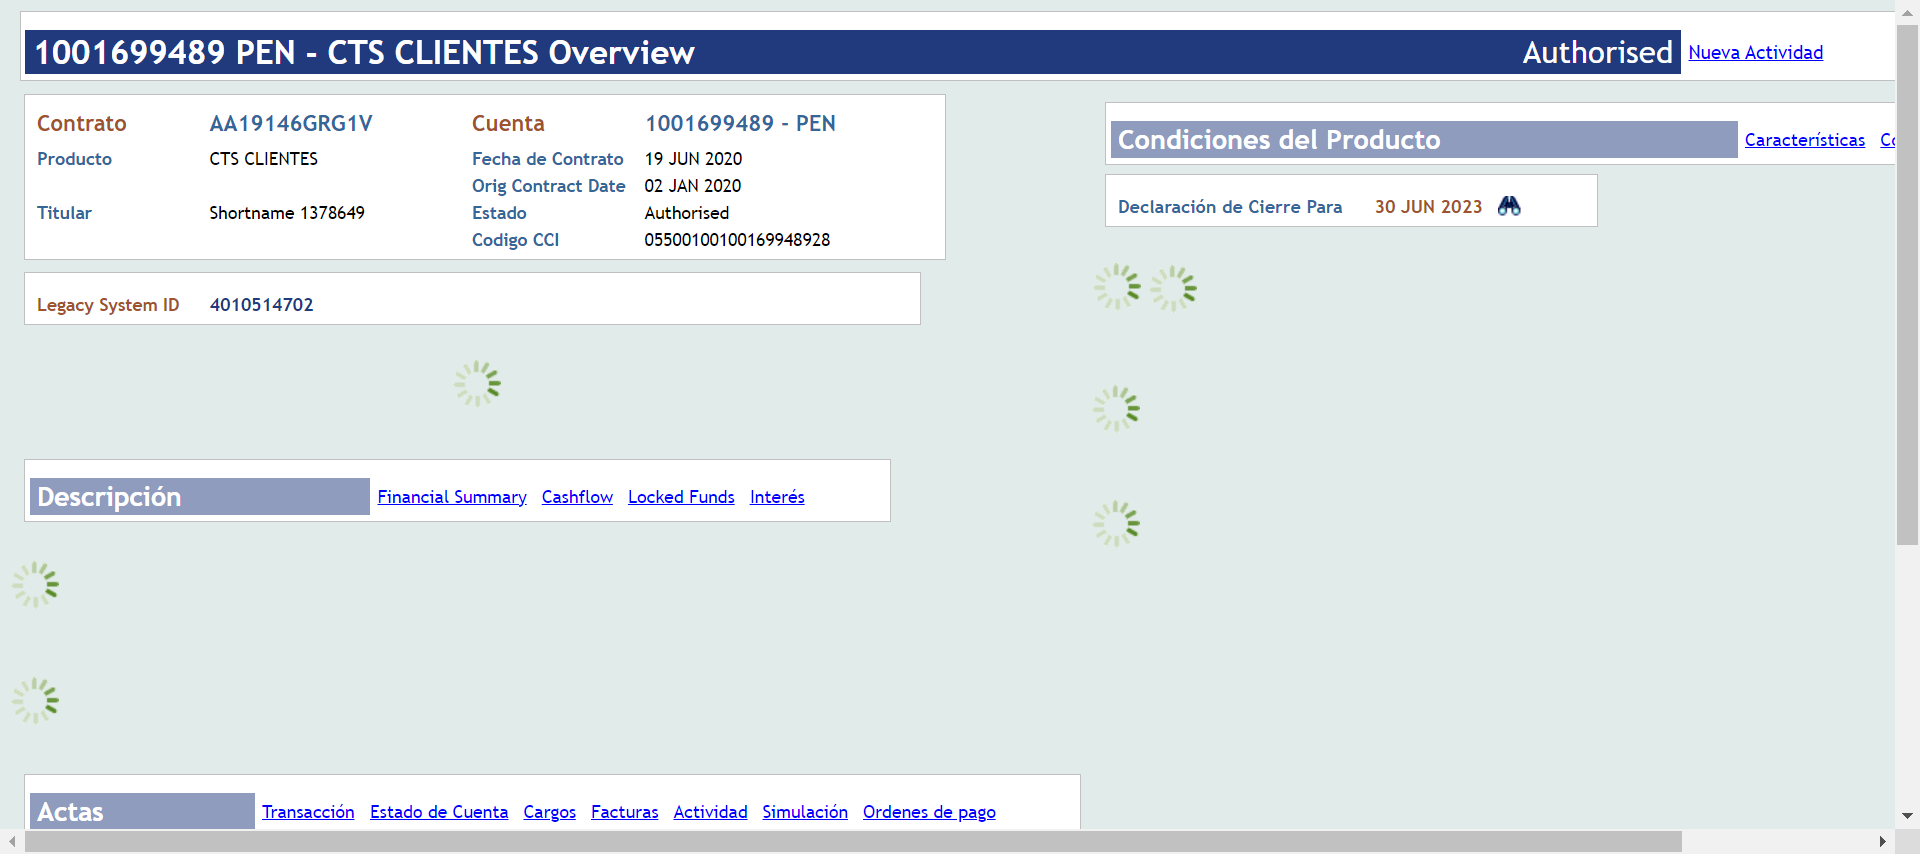 1001699489 PEN - CTS CLIENTES Overview Authorised Nueva Actividad
Contrato AA19146GRG1V Cuenta 1001699489 - PEN
Producto CTS CLIENTES Fecha de Contrato 19 JUN 2020
Orig Contract Date 02 JAN 2020
Titular Shortname 1378649 Estado Authorised
Codigo CCI 05500100100169948928
Legacy System ID 4010514702
Descripción Financial Summary Cashflow Locked Funds Interés
Actas Transacción Estado de Cuenta Cargos Facturas Actividad Simulación Ordenes de pago
Condiciones del Producto Características
Declaración de Cierre Para 30 JUN 2023